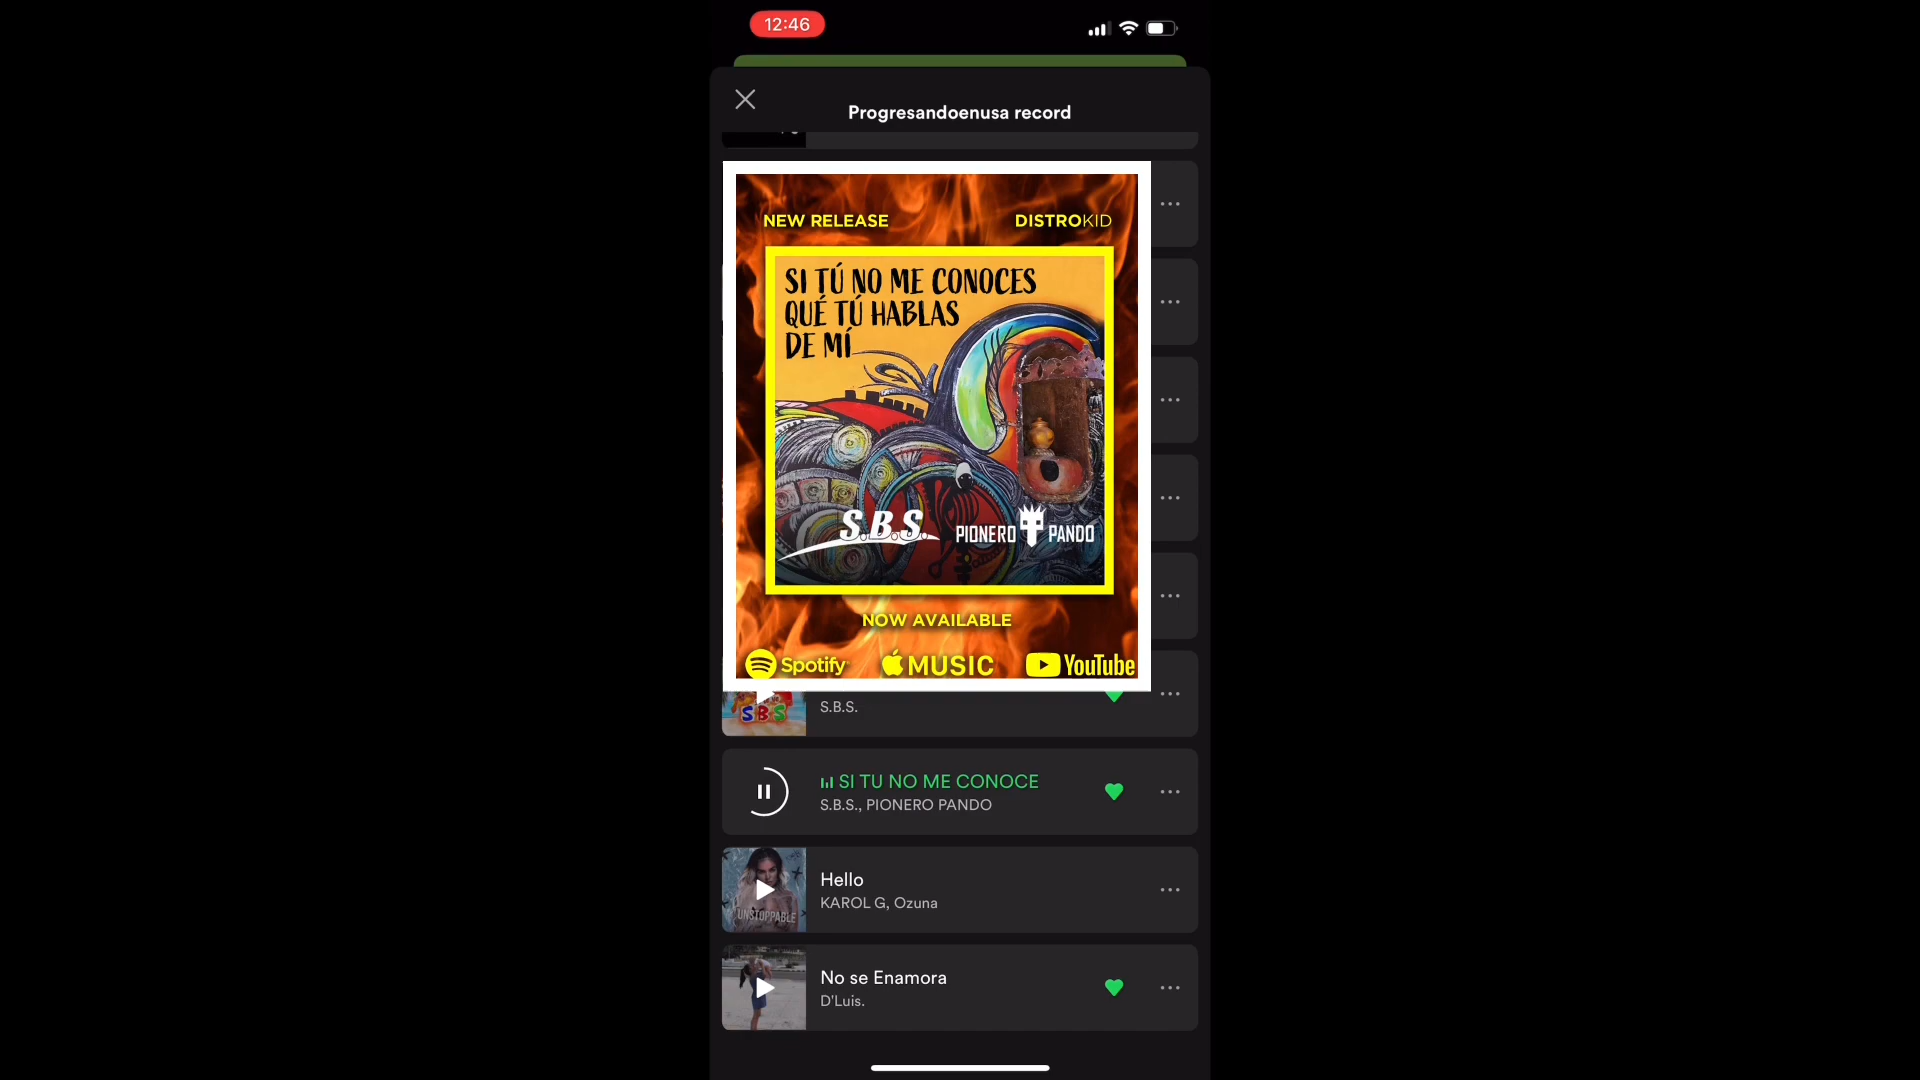 12:46
Progresandoenusa record
NEW RELEASE
DISTROKID
SI TÚ NO ME CONOCES
QUÉ TÚ HABLAS
DE MÍ
S.B.S.
PIONERO PANDO
NOW AVAILABLE
Spotify
MUSIC
YouTube
SBS
S.B.S.
SI TU NO ME CONOCE
S.B.S., PIONERO PANDO
UNSTOPPABLE
Hello
KAROL G, Ozuna
No se Enamora
D'Luis.